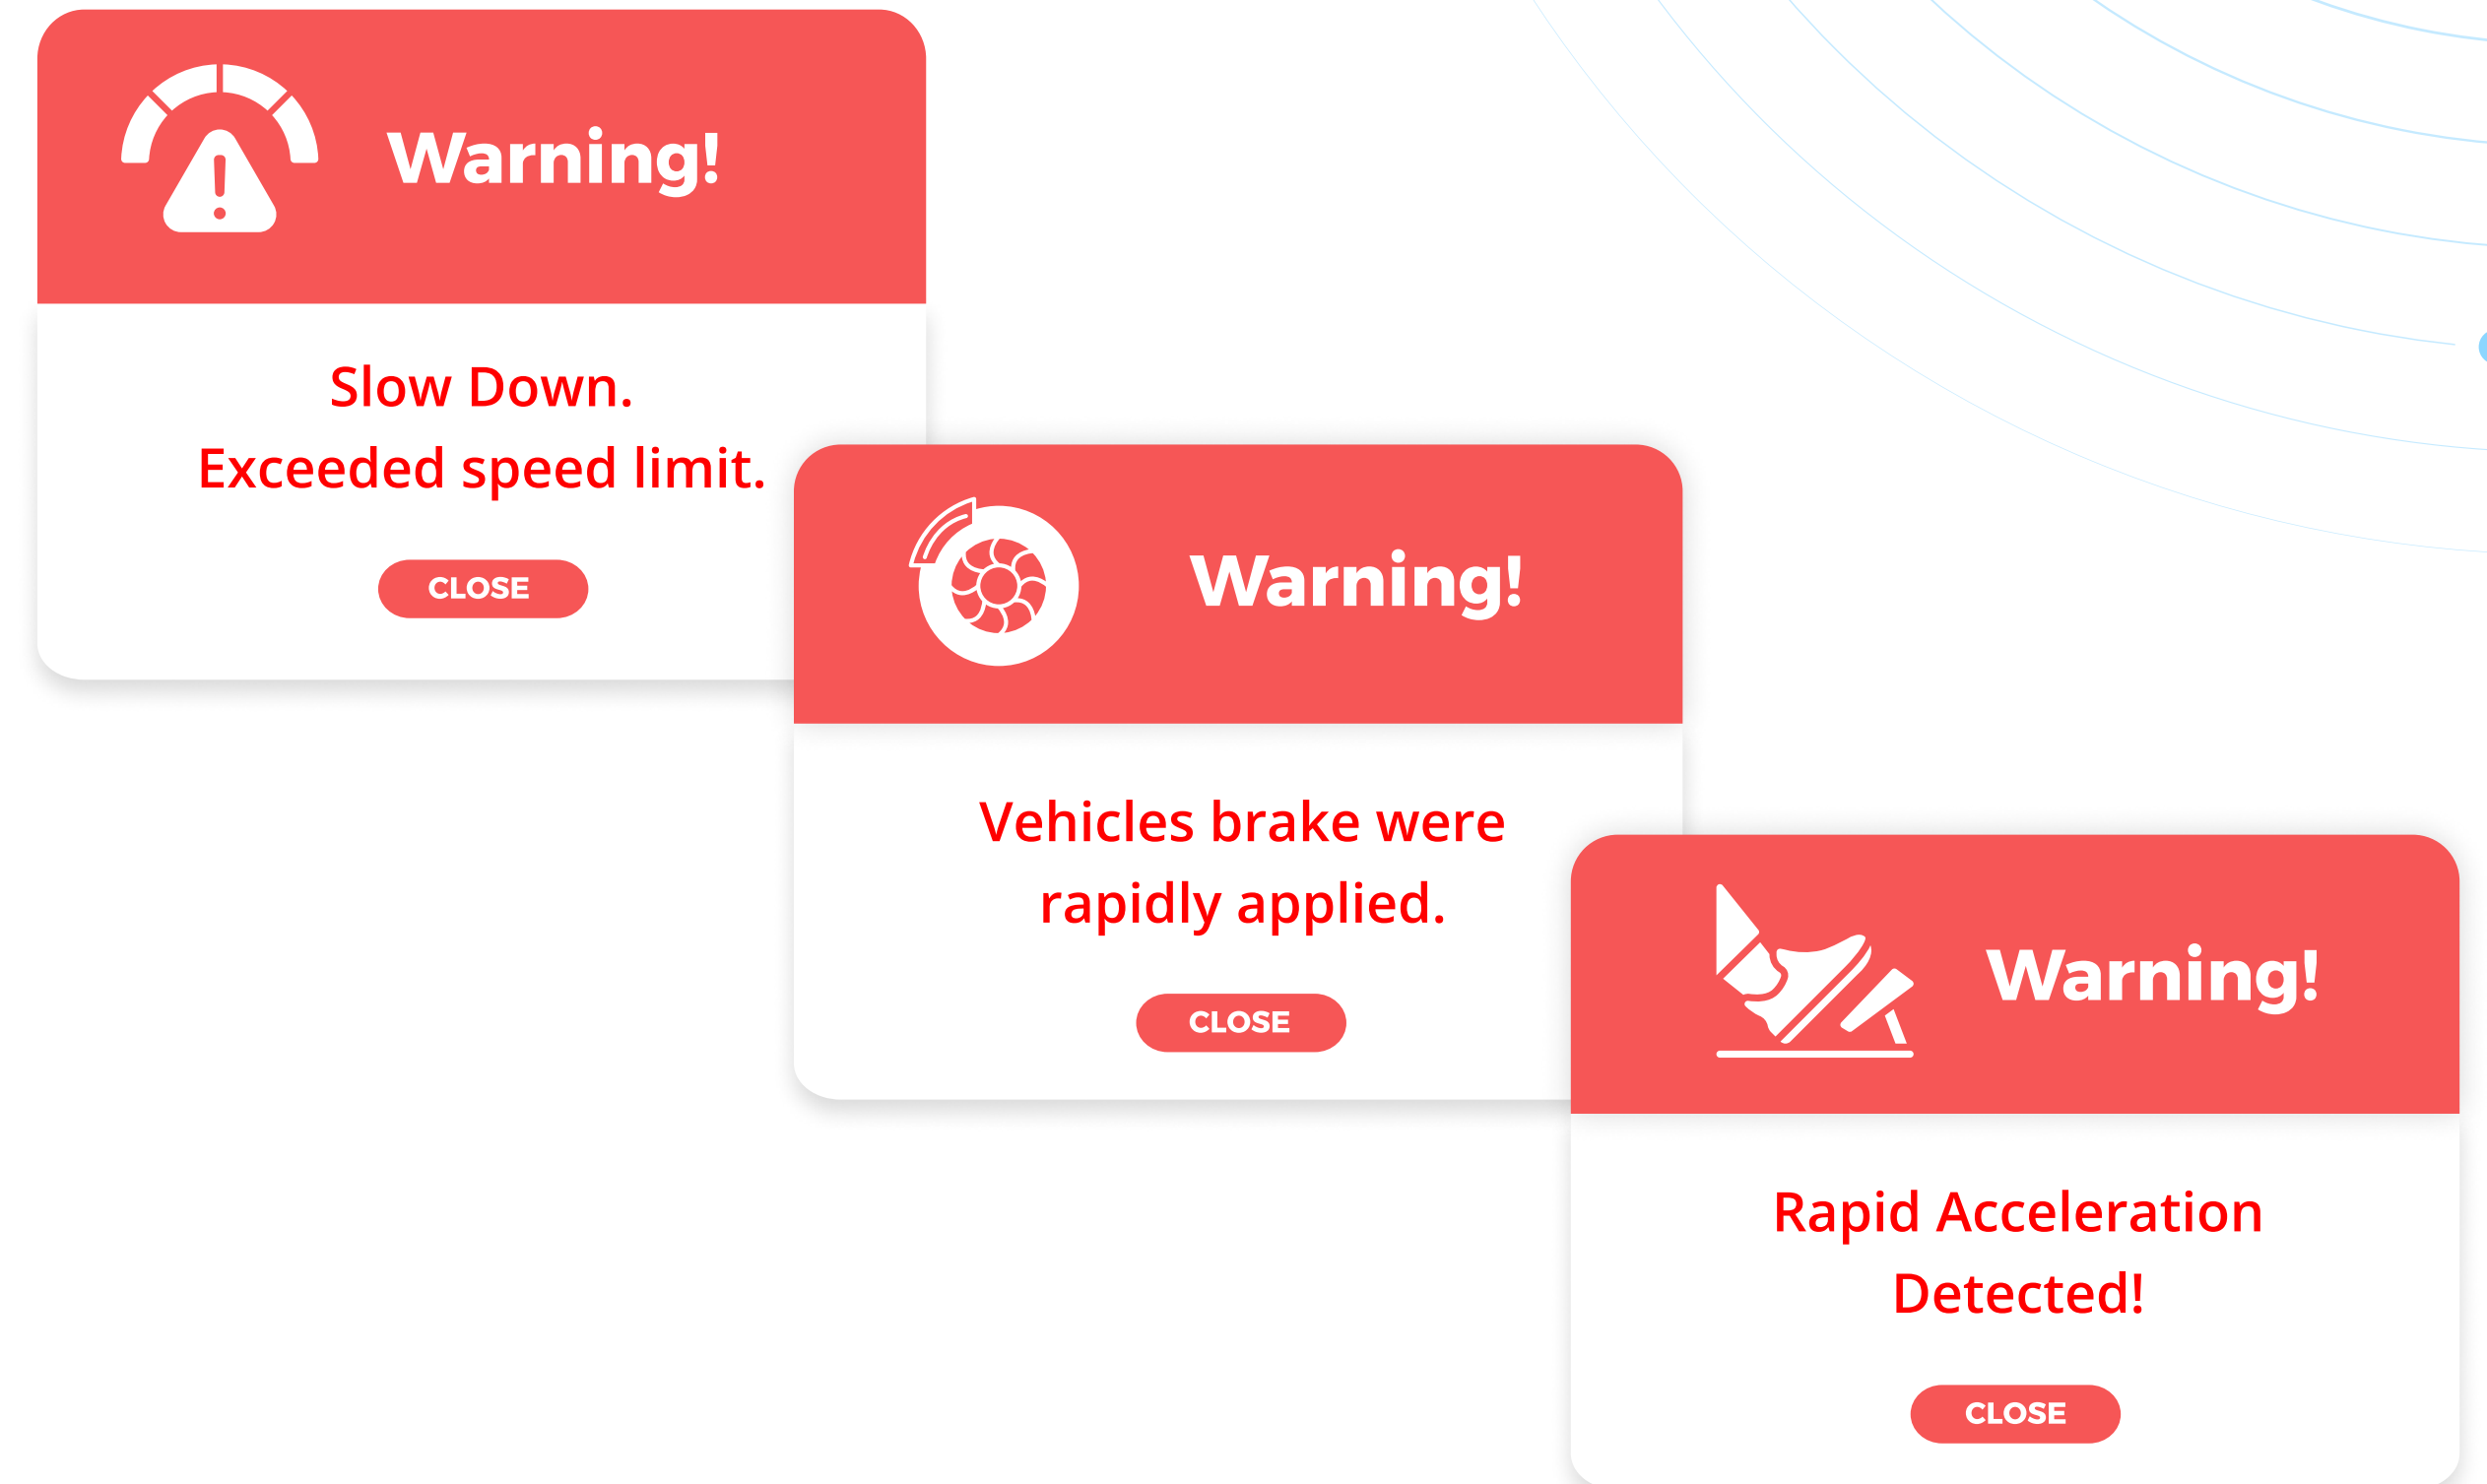 Warning!
Slow Down.
Exceeded speed limit.
CLOSE
Warning!
Vehicles brake were
rapidly applied.
CLOSE
Warning!
Rapid Acceleration
Detected!
CLOSE